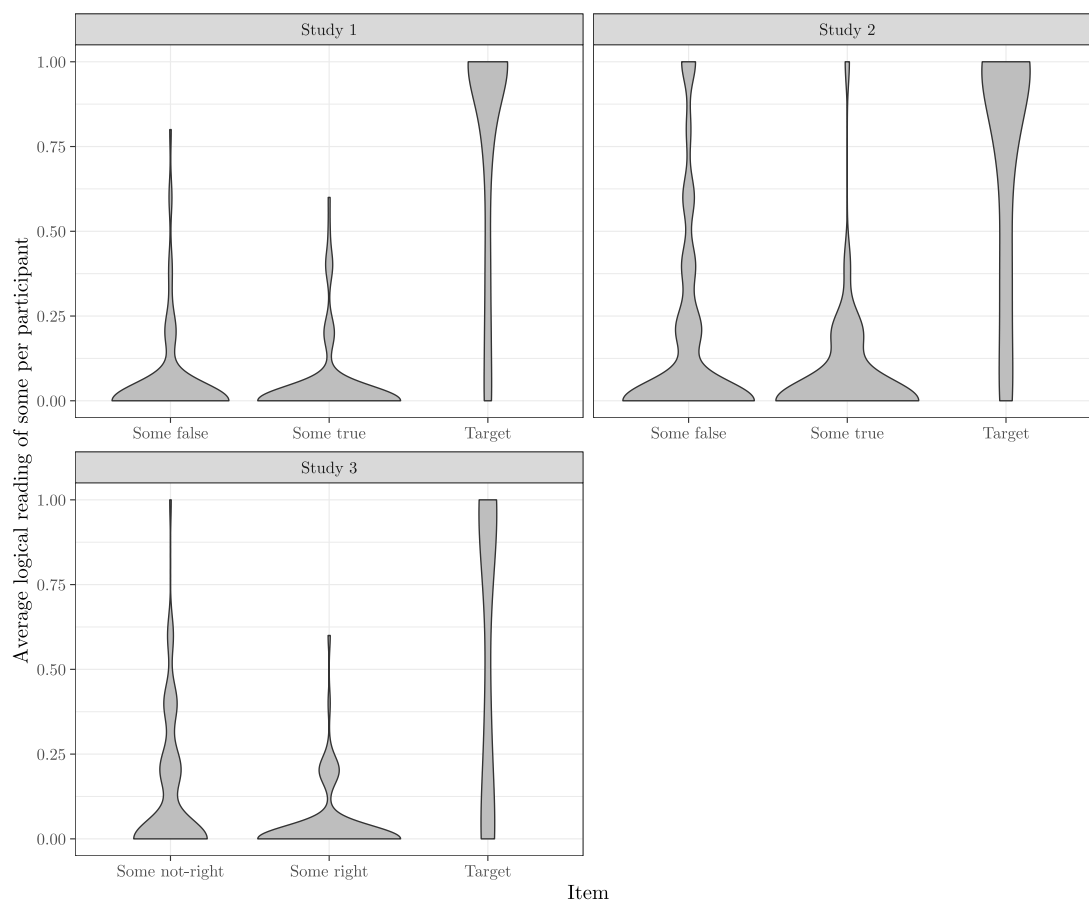 Study 1
Study 2
1.00
0.75
0.50
0.25
0.00
Some false
Some true
Target
Some false
Some true
Target
Study 3
1.00
0.75
0.50
0.25
0.00
Some not-right
Some right
Target
Average logical reading of some per participant
Item